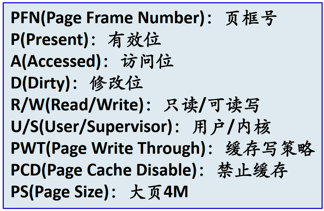 PFN(Page Frame Number)：页框号
P(Present)：有效位
A(Accessed)：访问位
D(Dirty)：修改位
R/W(Read/Write)：只读/可读写
U/S(User/Supervisor)：用户/内核
PWT(Page Write Through)：缓存写策略
PCD(Page Cache Disable)：禁止缓存
PS(Page Size)：大页4M